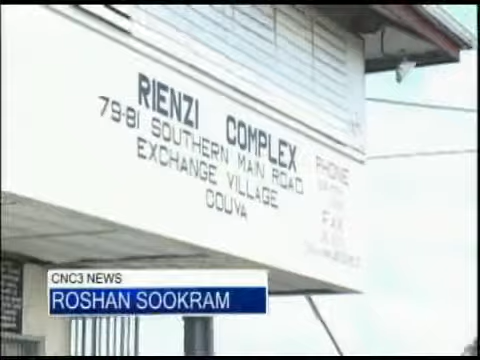 RIENZI COMPLEX
79-81 SOUTHERN MAIN ROAD
EXCHANGE VILLAGE
COUVA
PHONE
FAX
CNC3 NEWS
ROSHAN SOOKRAM